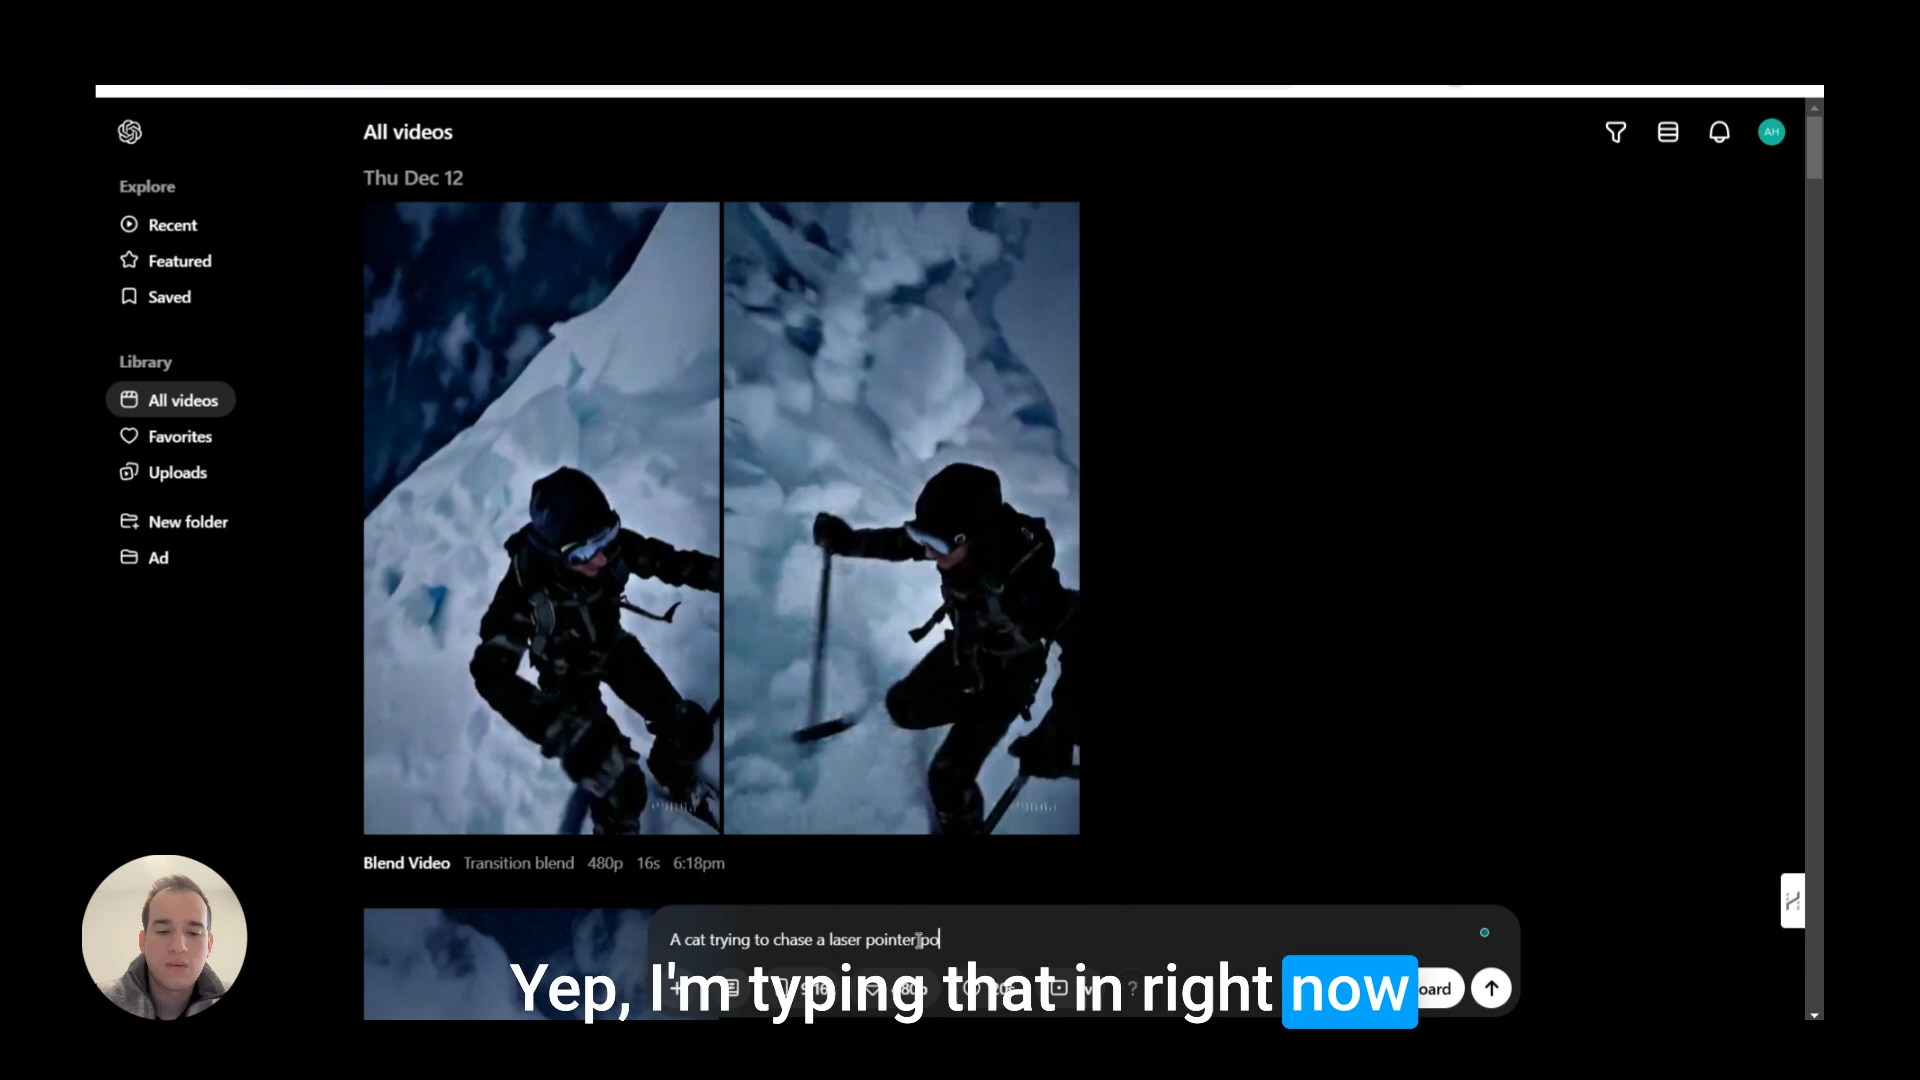 All videos
AH
Thu Dec 12
Explore
Recent
Featured
Saved
Library
All videos
Favorites
Uploads
New folder
Ad
Blend Video Transition blend 480p 16s 6:18pm
A cat trying to chase a laser pointer po
Yep, I'm typing that in right now
?